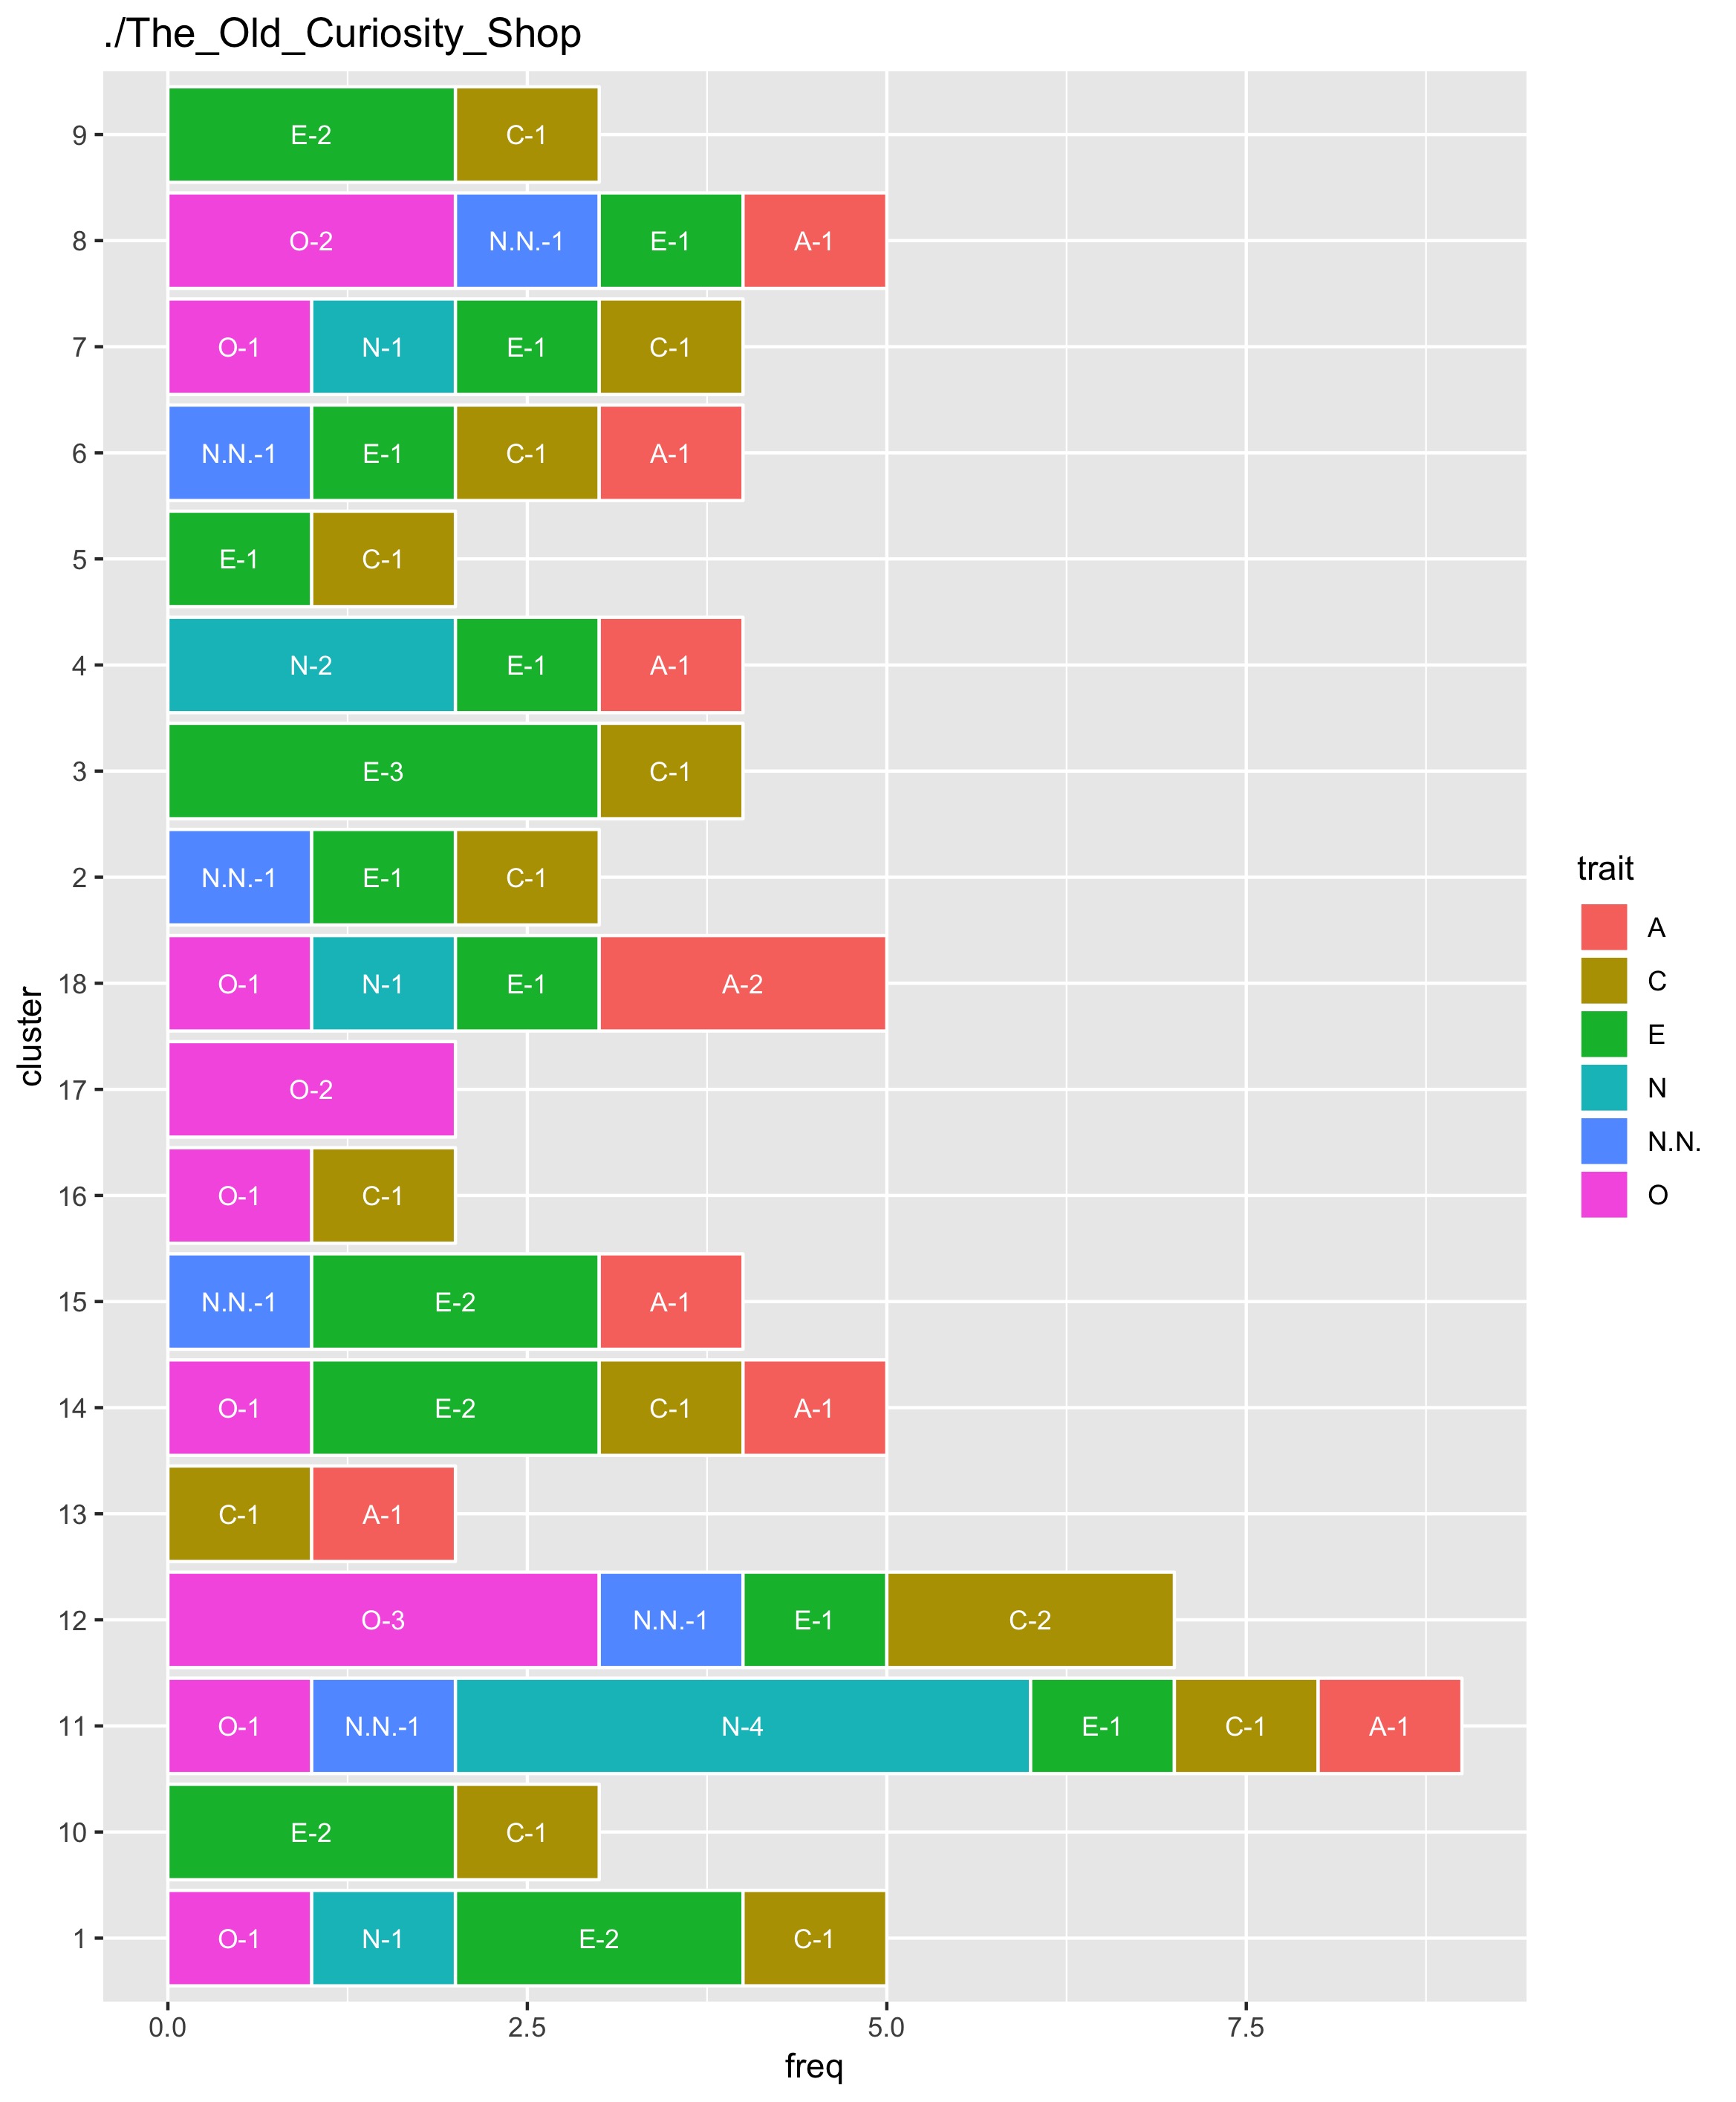 ./The_Old_Curiosity_Shop
9 E-2 C-1
8 O-2 N.N.-1 E-1 A-1
7 O-1 N-1 E-1 C-1
6 N.N.-1 E-1 C-1 A-1
5 E-1 C-1
4 N-2 E-1 A-1
3 E-3 C-1
2 N.N.-1 E-1 C-1
18 O-1 N-1 E-1 A-2
17 O-2
16 O-1 C-1
15 N.N.-1 E-2 A-1
14 O-1 E-2 C-1 A-1
13 C-1 A-1
12 O-3 N.N.-1 E-1 C-2
11 O-1 N.N.-1 N-4 E-1 C-1 A-1
10 E-2 C-1
1 O-1 N-1 E-2 C-1
0.0 2.5 5.0 7.5
freq
cluster
trait
A
C
E
N
N.N.
O